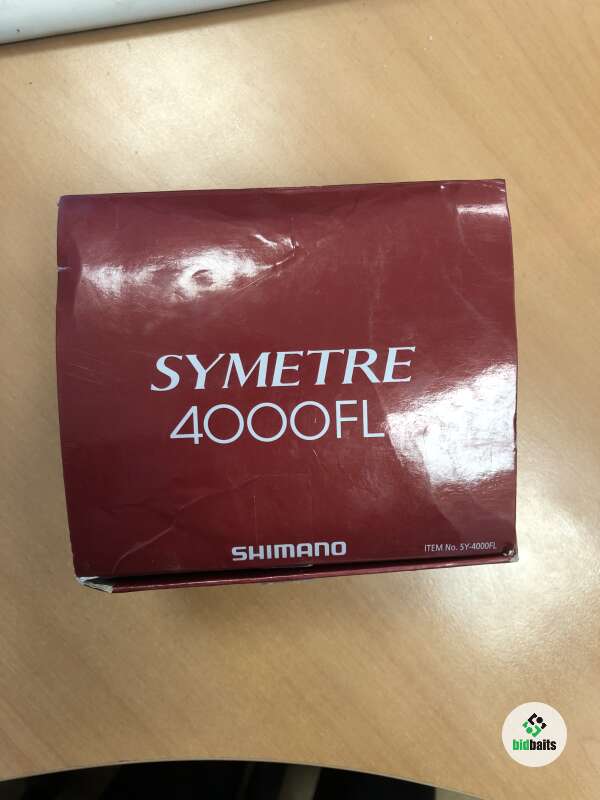 SYMETRE
4000FL
SHIMANO
ITEM No. SY-4000FL
bidbaits